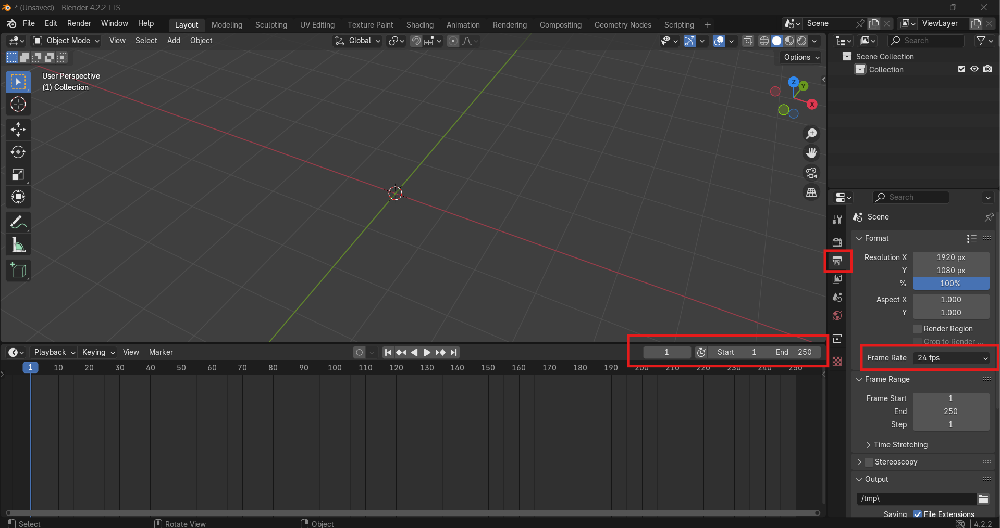 * (Unsaved) - Blender 4.2.2 LTS
File Edit Render Window Help Layout Modeling Sculpting UV Editing Texture Paint Shading Animation Rendering Compositing Geometry Nodes Scripting + Scene ViewLayer
Object Mode View Select Add Object Global Search
Options
User Perspective
(1) Collection
Z
Y
X
Scene Collection
Collection
Search
Scene
Format
Resolution X 1920 px
Y 1080 px
% 100%
Aspect X 1.000
Y 1.000
Render Region
Crop to Render ...
Frame Rate 24 fps
Frame Range
Frame Start 1
End 250
Step 1
Time Stretching
Stereoscopy
Output
/tmp\
Saving File Extensions
Playback Keying View Marker 1 Start 1 End 250
1 10 20 30 40 50 60 70 80 90 100 110 120 130 140 150 160 170 180 190 200 210 220 230 240 250
Select Rotate View Object 4.2.2